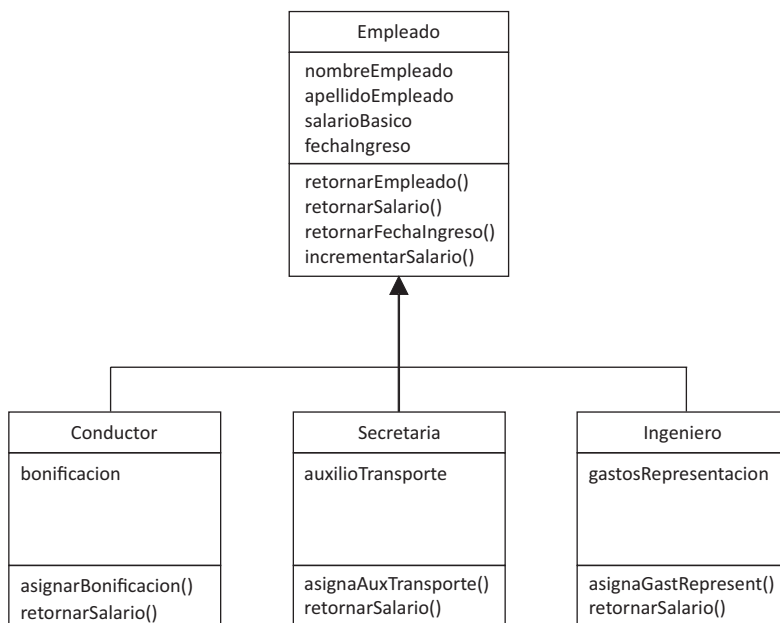 Empleado
nombreEmpleado
apellidoEmpleado
salarioBasico
fechaIngreso
retornarEmpleado()
retornarSalario()
retornarFechaIngreso()
incrementarSalario()
Conductor
bonificacion
asignarBonificacion()
retornarSalario()
Secretaria
auxilioTransporte
asignaAuxTransporte()
retornarSalario()
Ingeniero
gastosRepresentacion
asignaGastRepresent()
retornarSalario()